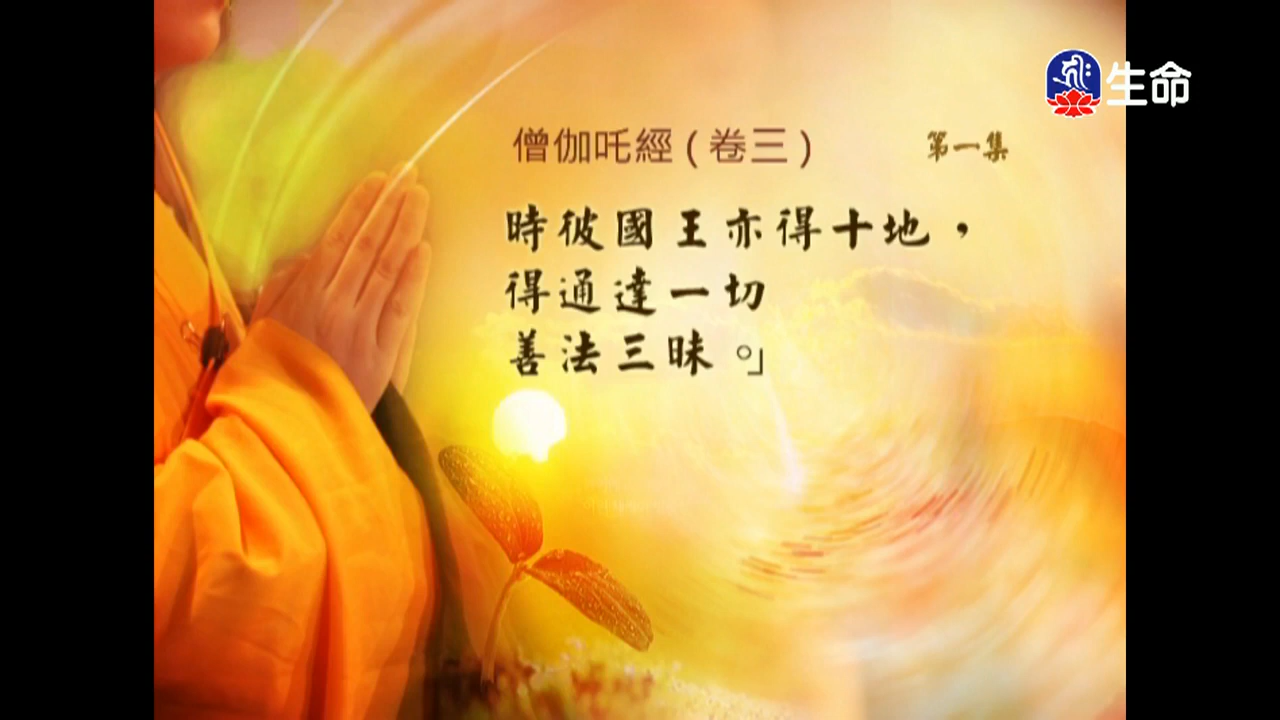 生命
僧伽吒經(卷三) 第一集
時彼國王亦得十地，
得通達一切
善法三昧。」